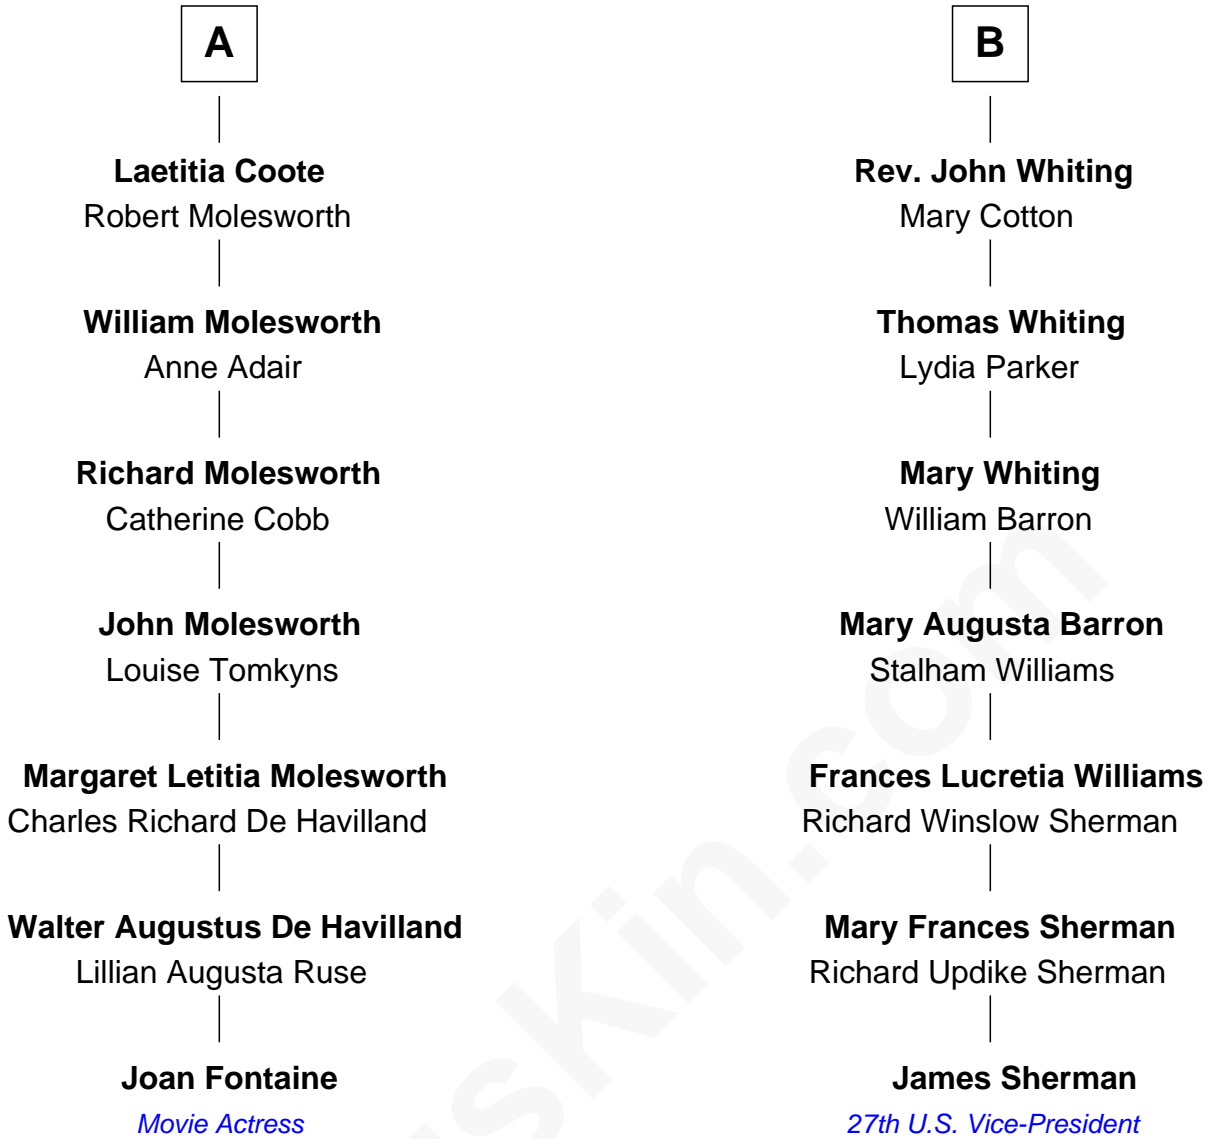 A
Laetitia Coote
Robert Molesworth
William Molesworth
Anne Adair
Richard Molesworth
Catherine Cobb
John Molesworth
Louise Tomkyns
Margaret Letitia Molesworth
Charles Richard De Havilland
Walter Augustus De Havilland
Lillian Augusta Ruse
Joan Fontaine
Movie Actress
B
Rev. John Whiting
Mary Cotton
Thomas Whiting
Lydia Parker
Mary Whiting
William Barron
Mary Augusta Barron
Stalham Williams
Frances Lucretia Williams
Richard Winslow Sherman
Mary Frances Sherman
Richard Updike Sherman
James Sherman
27th U.S. Vice-President